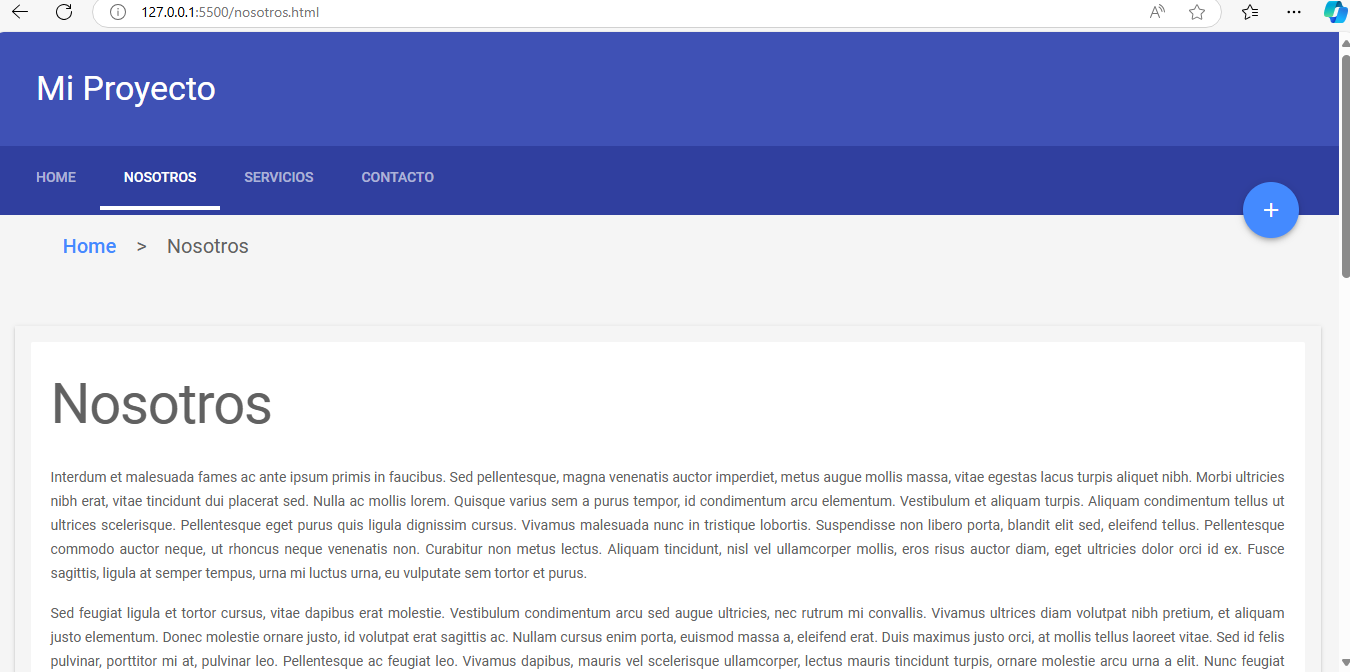 127.0.0.1:5500/nosotros.html
Mi Proyecto
HOME NOSOTROS SERVICIOS CONTACTO
+
Home > Nosotros
Nosotros
Interdum et malesuada fames ac ante ipsum primis in faucibus. Sed pellentesque, magna venenatis auctor imperdiet, metus augue mollis massa, vitae egestas lacus turpis aliquet nibh. Morbi ultricies
nibh erat, vitae tincidunt dui placerat sed. Nulla ac mollis lorem. Quisque varius sem a purus tempor, id condimentum arcu elementum. Vestibulum et aliquam turpis. Aliquam condimentum tellus ut
ultrices scelerisque. Pellentesque eget purus quis ligula dignissim cursus. Vivamus malesuada nunc in tristique lobortis. Suspendisse non libero porta, blandit elit sed, eleifend tellus. Pellentesque
commodo auctor neque, ut rhoncus neque venenatis non. Curabitur non metus lectus. Aliquam tincidunt, nisl vel ullamcorper mollis, eros risus auctor diam, eget ultricies dolor orci id ex. Fusce
sagittis, ligula at semper tempus, urna mi luctus urna, eu vulputate sem tortor et purus.
Sed feugiat ligula et tortor cursus, vitae dapibus erat molestie. Vestibulum condimentum arcu sed augue ultricies, nec rutrum mi convallis. Vivamus ultrices diam volutpat nibh pretium, et aliquam
justo elementum. Donec molestie ornare justo, id volutpat erat sagittis ac. Nullam cursus enim porta, euismod massa a, eleifend erat. Duis maximus justo orci, at mollis tellus laoreet vitae. Sed id felis
pulvinar, porttitor mi at, pulvinar leo. Pellentesque ac feugiat leo. Vivamus dapibus, mauris vel scelerisque ullamcorper, lectus mauris tincidunt turpis, ornare molestie arcu urna a elit. Nunc feugiat